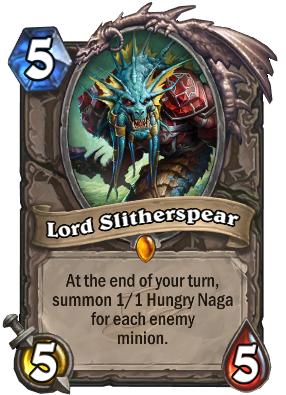 5
Lord Slitherspear
At the end of your turn,
summon 1/1 Hungry Naga
for each enemy
minion.
5
5